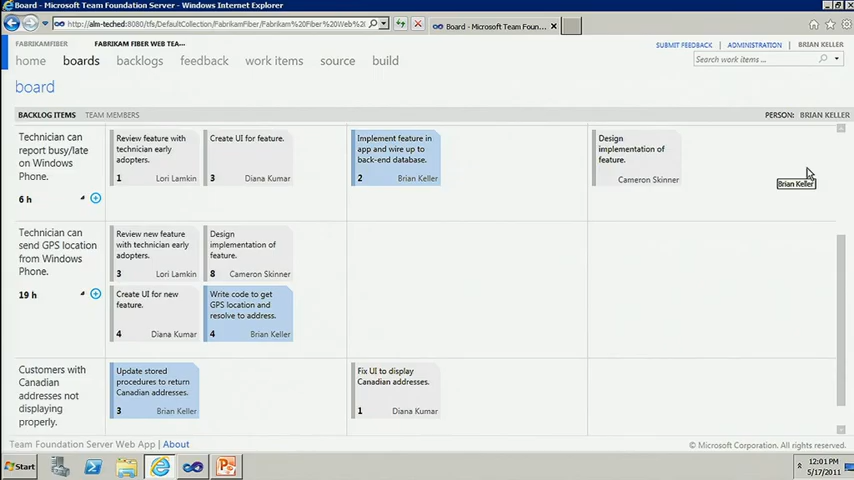 Board - Microsoft Team Foundation Server - Windows Internet Explorer
http://alm-teched:8080/tfs/DefaultCollection/FabrikamFiber/Fabrikam%20Fiber%20Web%2
Board - Microsoft Team Foun...
FABRIKAMFIBER
FABRIKAM FIBER WEB TEA---
SUBMIT FEEDBACK
ADMINISTRATION
BRIAN KELLER
home boards backlogs feedback work items source build
Search work items ...
board
BACKLOG ITEMS TEAM MEMBERS
PERSON: BRIAN KELLER
Technician can
report busy/late
on Windows
Phone.
6 h
Review feature with
technician early
adopters.
1 Lori Lamkin
Create UI for feature.
3 Diana Kumar
Implement feature in
app and wire up to
back-end database.
2 Brian Keller
Design
implementation of
feature.
Cameron Skinner
Brian Keller
Technician can
send GPS location
from Windows
Phone.
19 h
Review new feature
with technician early
adopters.
3 Lori Lamkin
Design
implementation of
feature.
8 Cameron Skinner
Create UI for new
feature.
4 Diana Kumar
Write code to get
GPS location and
resolve to address.
4 Brian Keller
Customers with
Canadian
addresses not
displaying
properly.
Update stored
procedures to return
Canadian addresses.
3 Brian Keller
Fix UI to display
Canadian addresses.
1 Diana Kumar
Team Foundation Server Web App | About
© Microsoft Corporation. All rights reserved.
Start
12:01 PM
5/17/2011